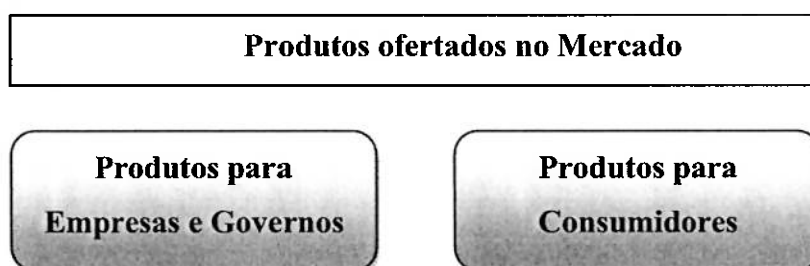 Produtos ofertados no Mercado
Produtos para
Empresas e Governos
Produtos para
Consumidores